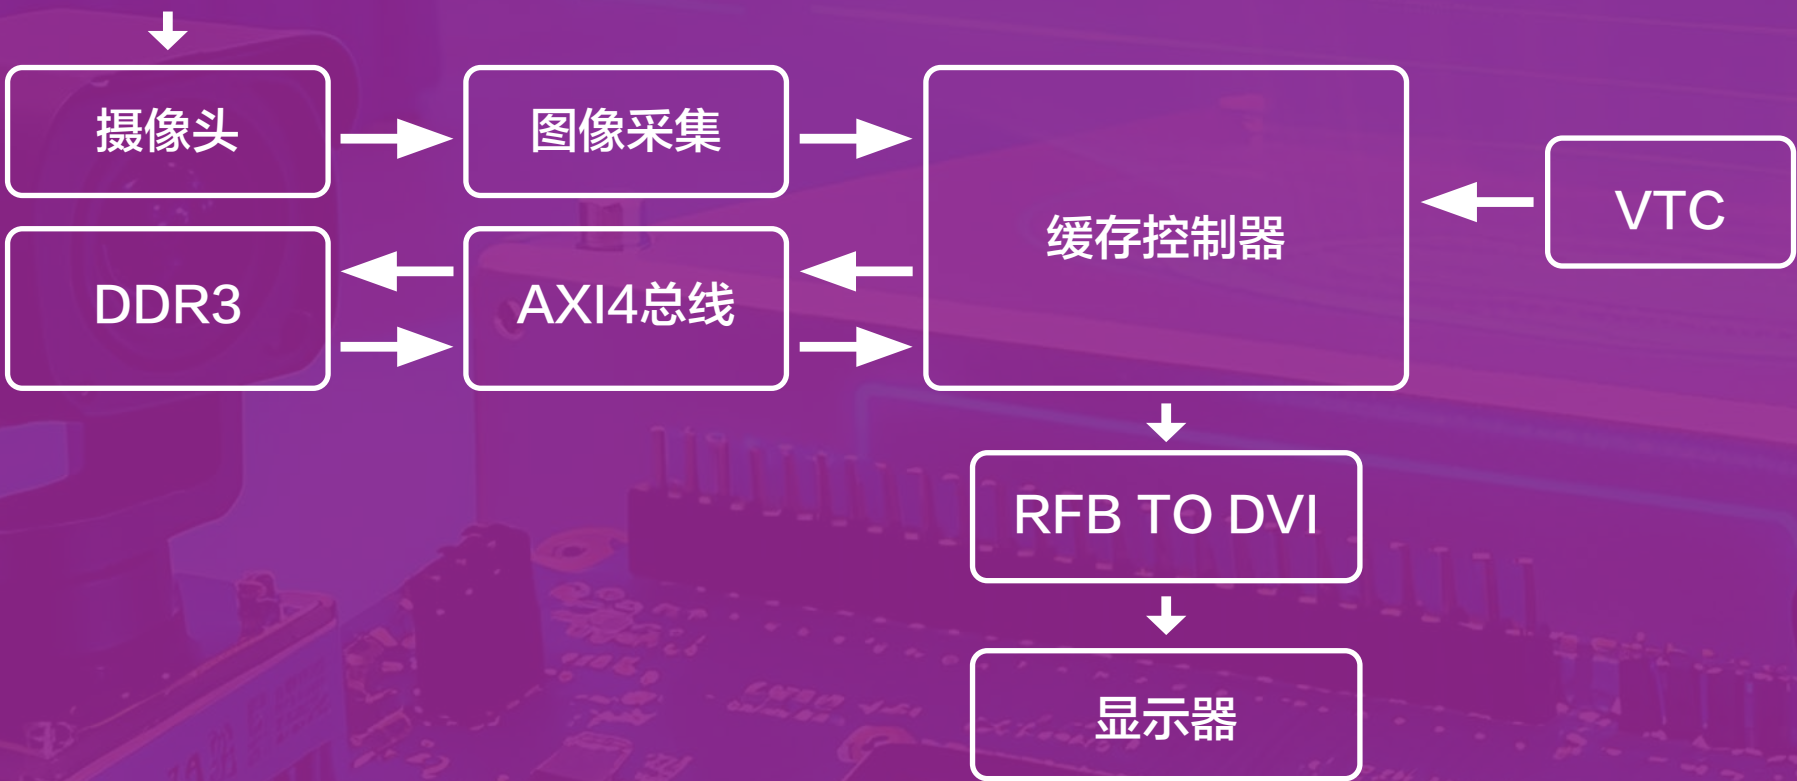 摄像头
图像采集
缓存控制器
VTC
DDR3
AXI4总线
RFB TO DVI
显示器